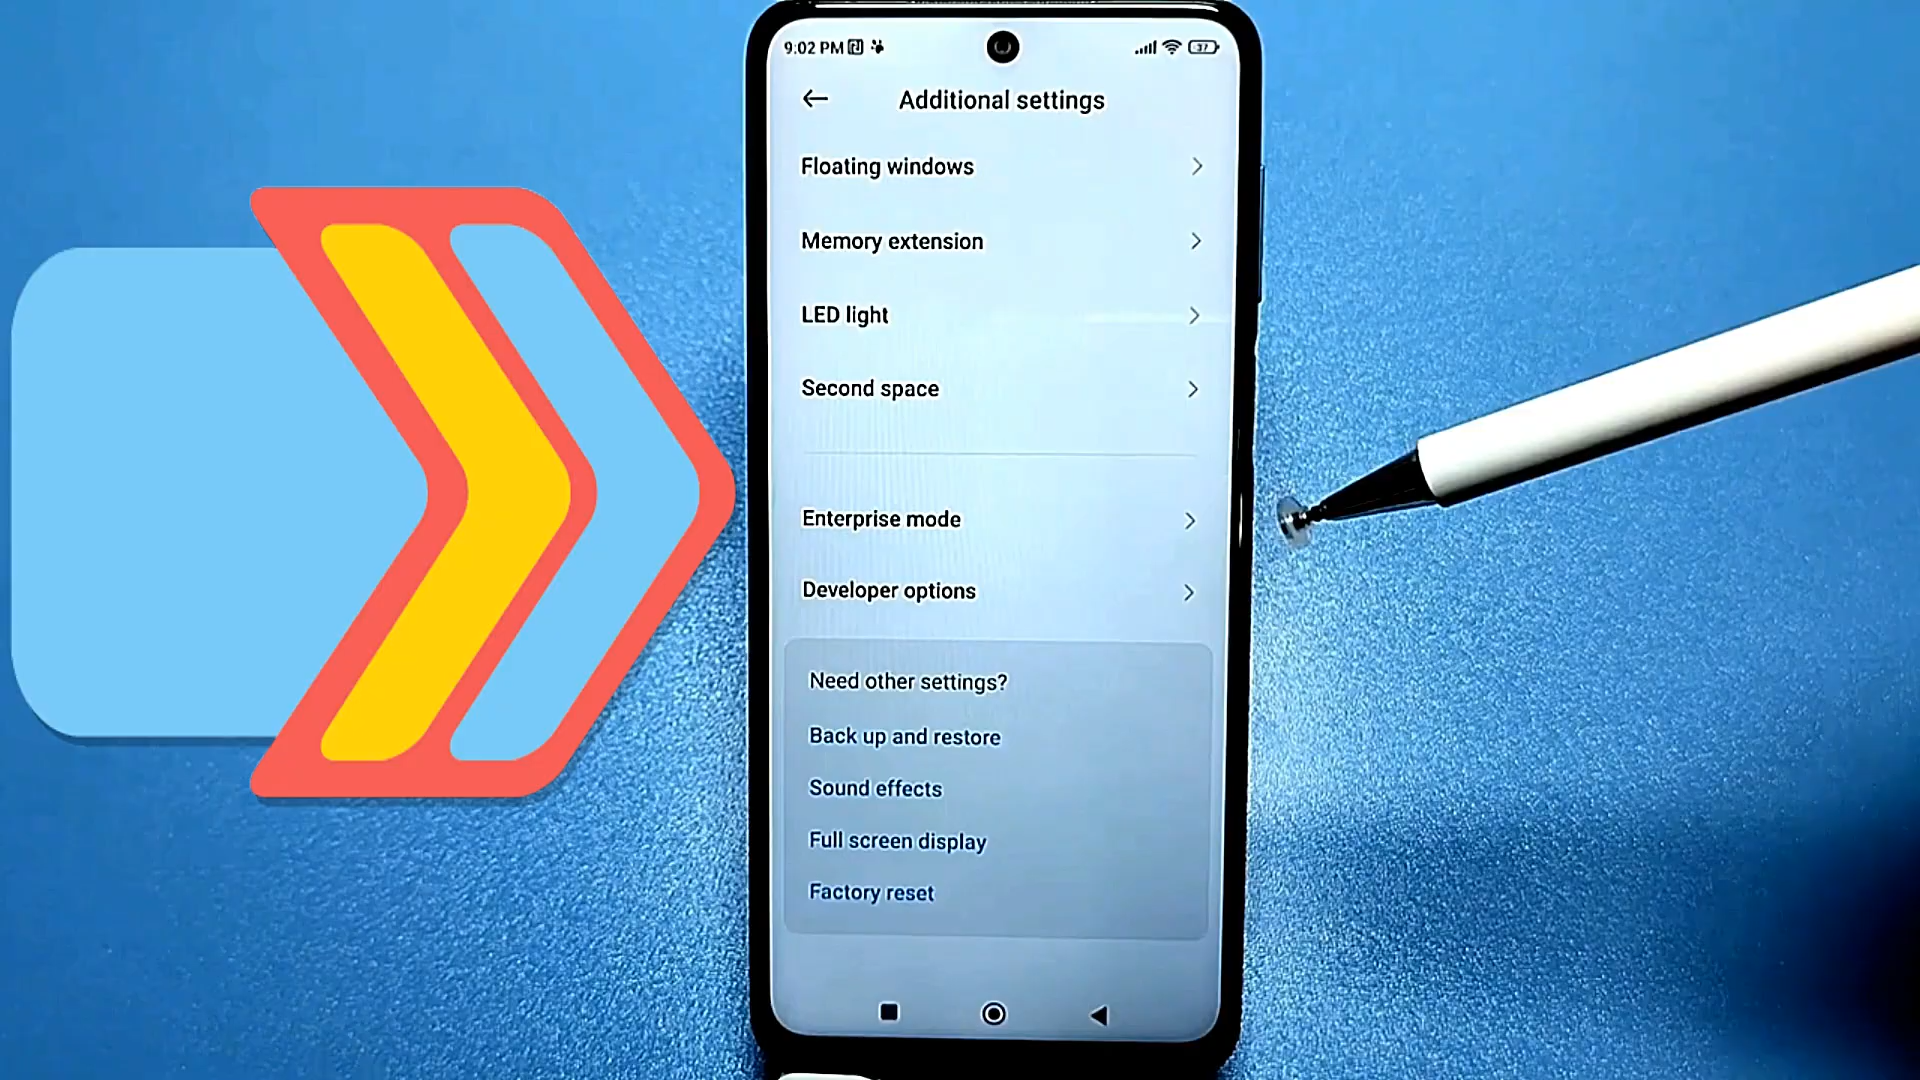 9:02 PM
37
Additional settings
Floating windows
Memory extension
LED light
Second space
Enterprise mode
Developer options
Need other settings?
Back up and restore
Sound effects
Full screen display
Factory reset